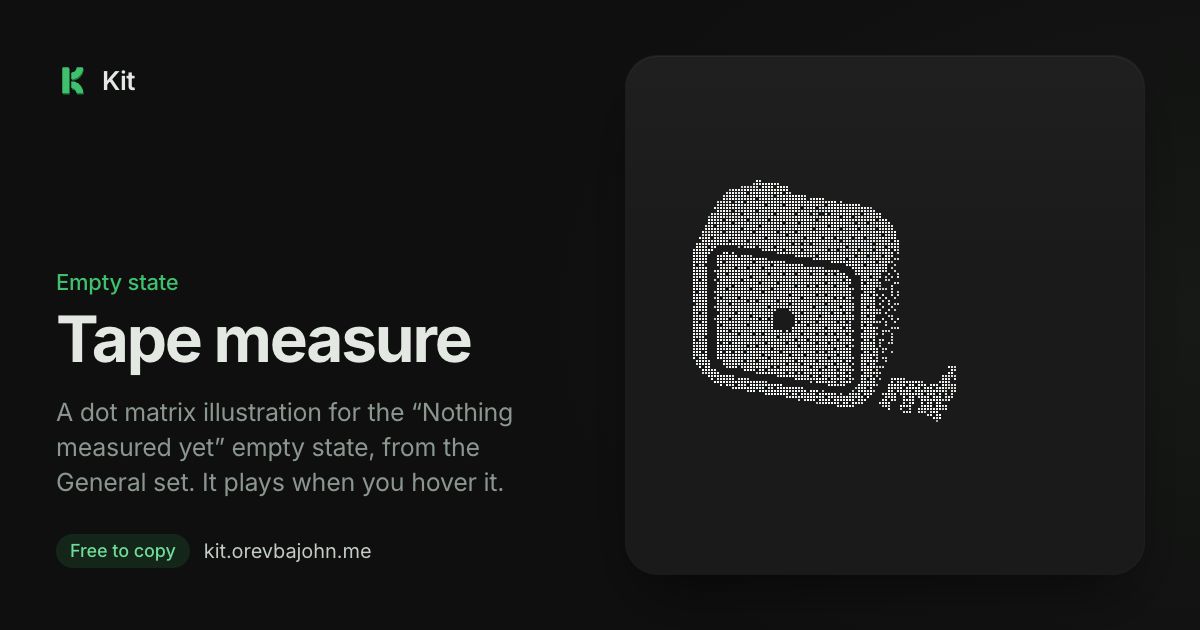 Kit
Empty state
Tape measure
A dot matrix illustration for the “Nothing
measured yet” empty state, from the
General set. It plays when you hover it.
Free to copy
kit.orevbajohn.me